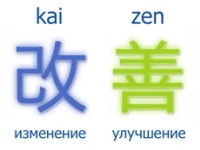 kai zen
改善
изменение улучшение